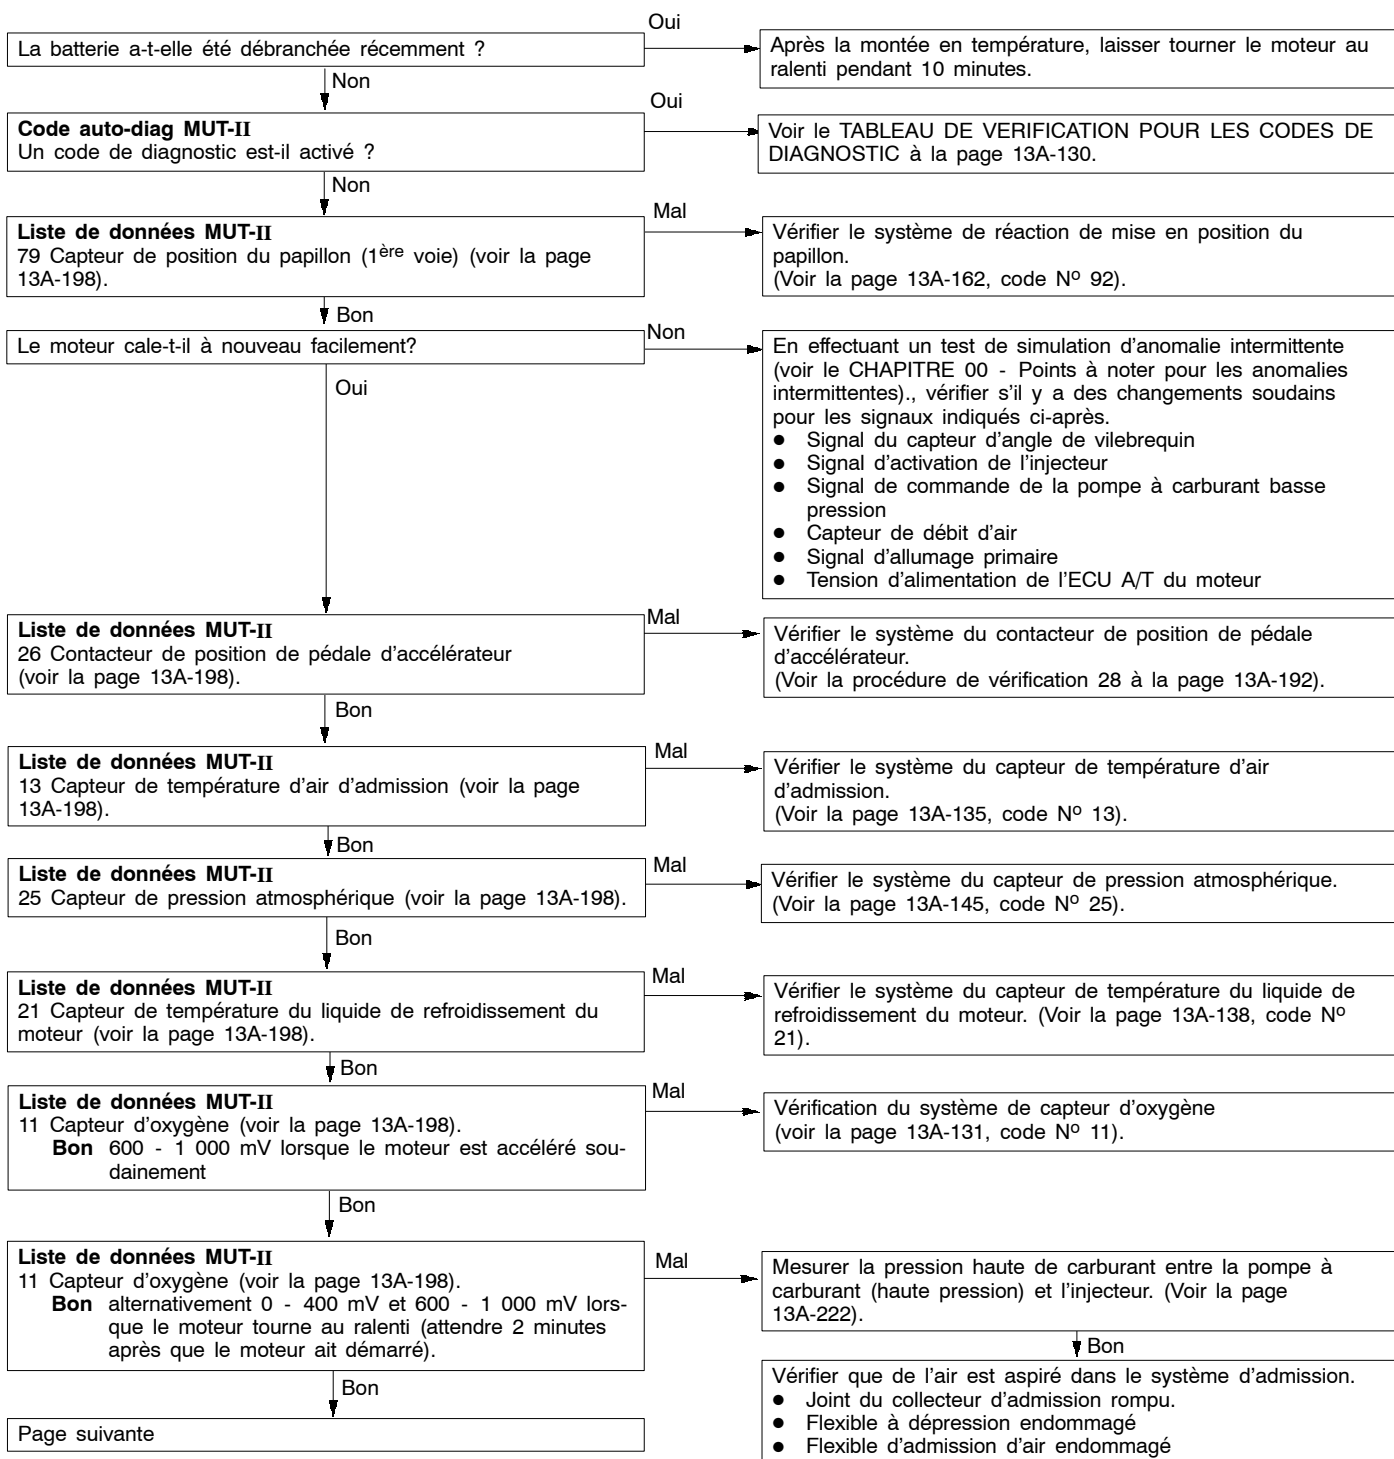 La batterie a-t-elle été débranchée récemment ?
Oui
Après la montée en température, laisser tourner le moteur au
ralenti pendant 10 minutes.
Non
Code auto-diag MUT-II
Un code de diagnostic est-il activé ?
Oui
Voir le TABLEAU DE VERIFICATION POUR LES CODES DE
DIAGNOSTIC à la page 13A-130.
Non
Liste de données MUT-II
79 Capteur de position du papillon (1ère voie) (voir la page
13A-198).
Mal
Vérifier le système de réaction de mise en position du
papillon.
(Voir la page 13A-162, code Nº 92).
Bon
Le moteur cale-t-il à nouveau facilement?
Non
En effectuant un test de simulation d'anomalie intermittente
(voir le CHAPITRE 00 - Points à noter pour les anomalies
intermittentes)., vérifier s'il y a des changements soudains
pour les signaux indiqués ci-après.
● Signal du capteur d'angle de vilebrequin
● Signal d'activation de l'injecteur
● Signal de commande de la pompe à carburant basse
pression
● Capteur de débit d'air
● Signal d'allumage primaire
● Tension d'alimentation de l'ECU A/T du moteur
Oui
Liste de données MUT-II
26 Contacteur de position de pédale d'accélérateur
(voir la page 13A-198).
Mal
Vérifier le système du contacteur de position de pédale
d'accélérateur.
(Voir la procédure de vérification 28 à la page 13A-192).
Bon
Liste de données MUT-II
13 Capteur de température d'air d'admission (voir la page
13A-198).
Mal
Vérifier le système du capteur de température d'air
d'admission.
(Voir la page 13A-135, code Nº 13).
Bon
Liste de données MUT-II
25 Capteur de pression atmosphérique (voir la page 13A-198).
Mal
Vérifier le système du capteur de pression atmosphérique.
(Voir la page 13A-145, code Nº 25).
Bon
Liste de données MUT-II
21 Capteur de température du liquide de refroidissement du
moteur (voir la page 13A-198).
Mal
Vérifier le système du capteur de température du liquide de
refroidissement du moteur. (Voir la page 13A-138, code Nº
21).
Bon
Liste de données MUT-II
11 Capteur d'oxygène (voir la page 13A-198).
Bon 600 - 1 000 mV lorsque le moteur est accéléré sou-
dainement
Mal
Vérification du système de capteur d'oxygène
(voir la page 13A-131, code Nº 11).
Bon
Liste de données MUT-II
11 Capteur d'oxygène (voir la page 13A-198).
Bon alternativement 0 - 400 mV et 600 - 1 000 mV lors-
que le moteur tourne au ralenti (attendre 2 minutes
après que le moteur ait démarré).
Mal
Mesurer la pression haute de carburant entre la pompe à
carburant (haute pression) et l'injecteur. (Voir la page
13A-222).
Bon
Vérifier que de l'air est aspiré dans le système d'admission.
● Joint du collecteur d'admission rompu.
● Flexible à dépression endommagé
● Flexible d'admission d'air endommagé
Bon
Page suivante